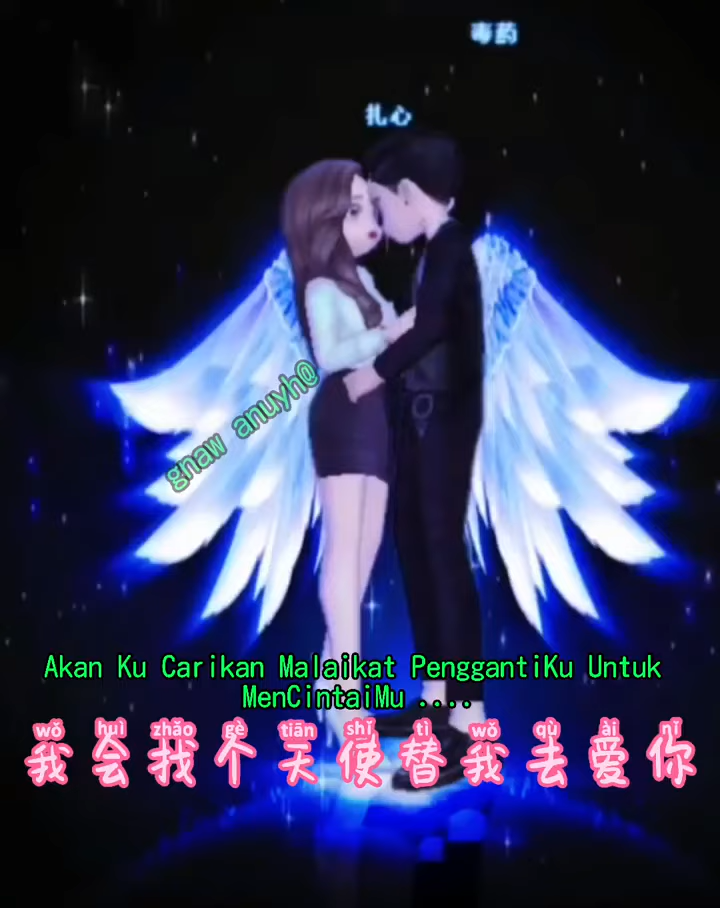 毒药
扎心
gnaw anuyh@
Akan Ku Carikan Malaikat PenggantiKu Untuk
MenCintaiMu ....
wǒ huì zhǎo gè tiān shǐ tì wǒ qù ài nǐ
我会找个天使替我去爱你